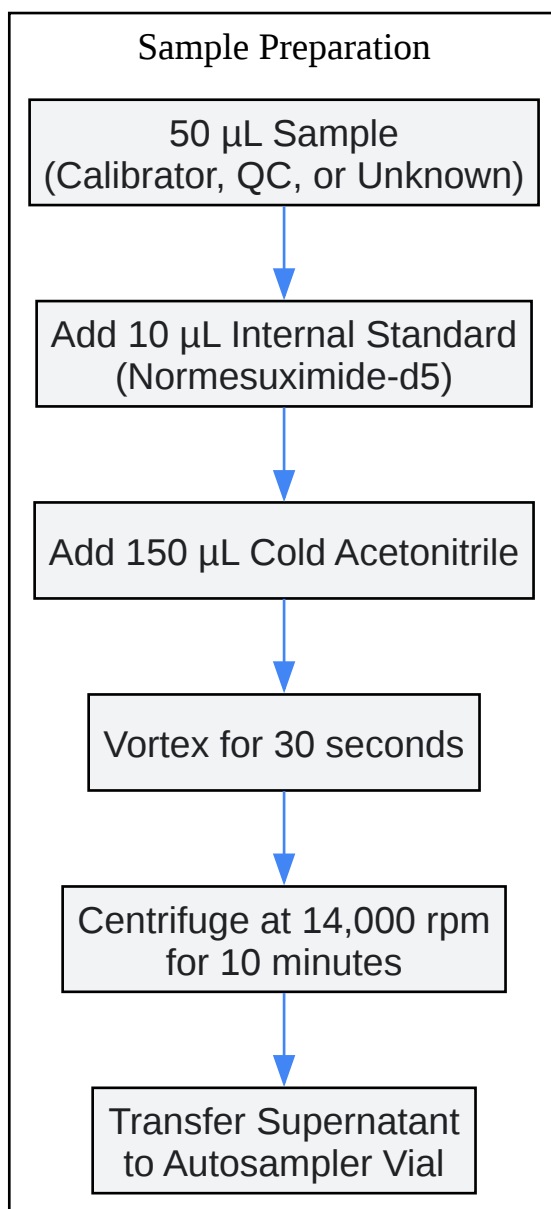 Sample Preparation
50 µL Sample
(Calibrator, QC, or Unknown)
Add 10 µL Internal Standard
(Normesuximide-d5)
Add 150 µL Cold Acetonitrile
Vortex for 30 seconds
Centrifuge at 14,000 rpm
for 10 minutes
Transfer Supernatant
to Autosampler Vial